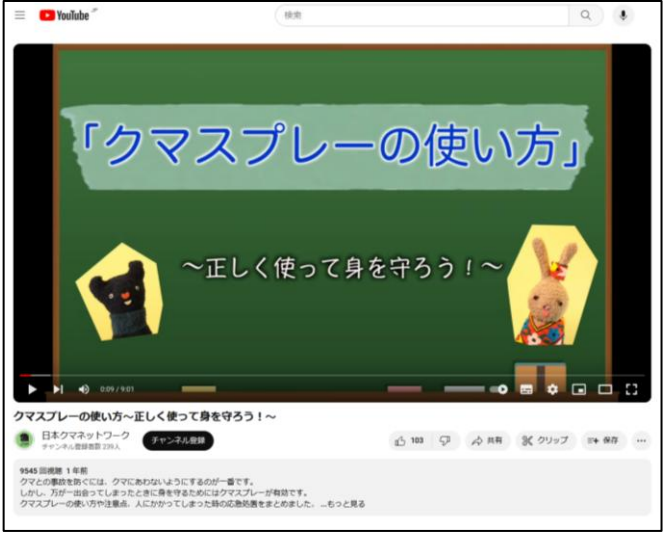 YouTube JP
検索
「クマスプレーの使い方」
～正しく使って身を守ろう！～
0:09 / 9:01
クマスプレーの使い方～正しく使って身を守ろう！～
日本クマネットワーク
チャンネル登録者数 239人
チャンネル登録
103
共有
クリップ
保存
9545 回視聴 1 年前
クマとの事故を防ぐには、クマにあわないようにするのが一番です。
しかし、万が一出会ってしまったときに身を守るためにはクマスプレーが有効です。
クマスプレーの使い方や注意点、人にかかってしまった時の応急処置をまとめました。 ...もっと見る